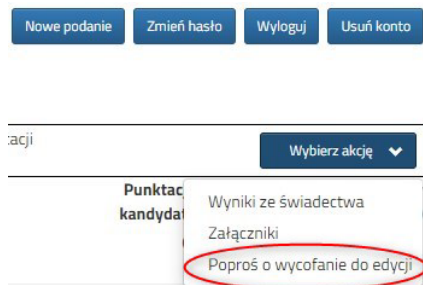 Nowe podanie Zmień hasło Wyloguj Usuń konto
acji Wybierz akcję
Punktac
kandydat
Wyniki ze świadectwa
Załączniki
Poproś o wycofanie do edycji